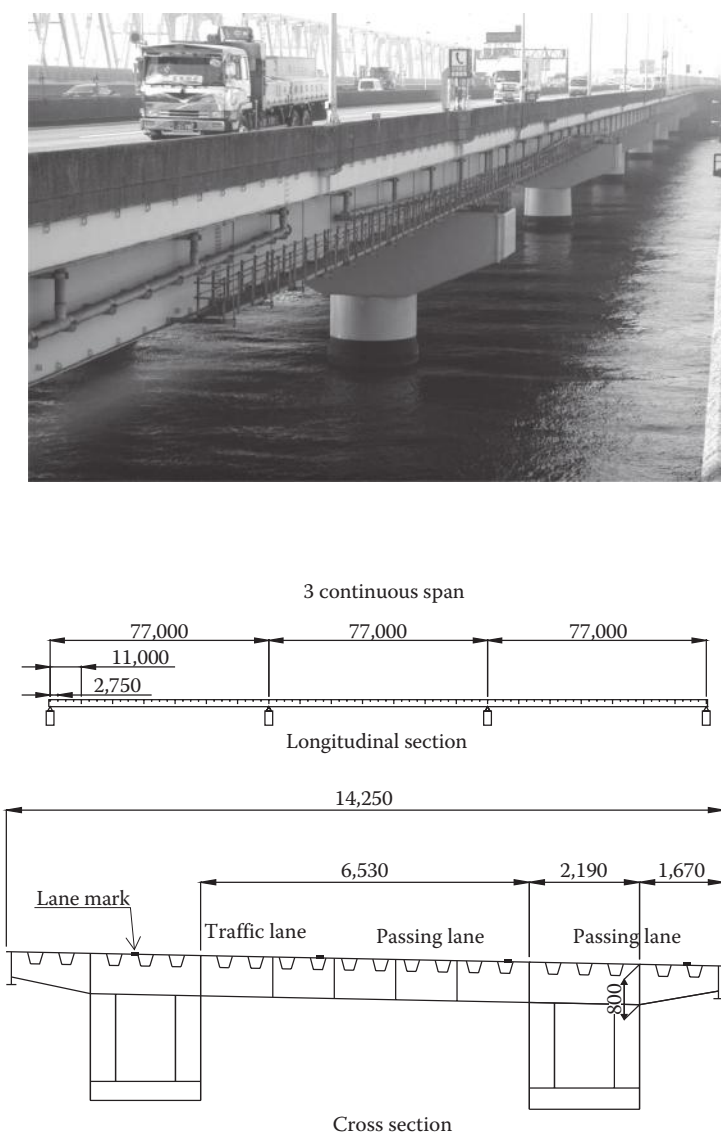 3 continuous span
77,000 77,000 77,000
11,000
2,750
Longitudinal section
14,250
6,530 2,190 1,670
Lane mark
Traffic lane Passing lane Passing lane
800
Cross section